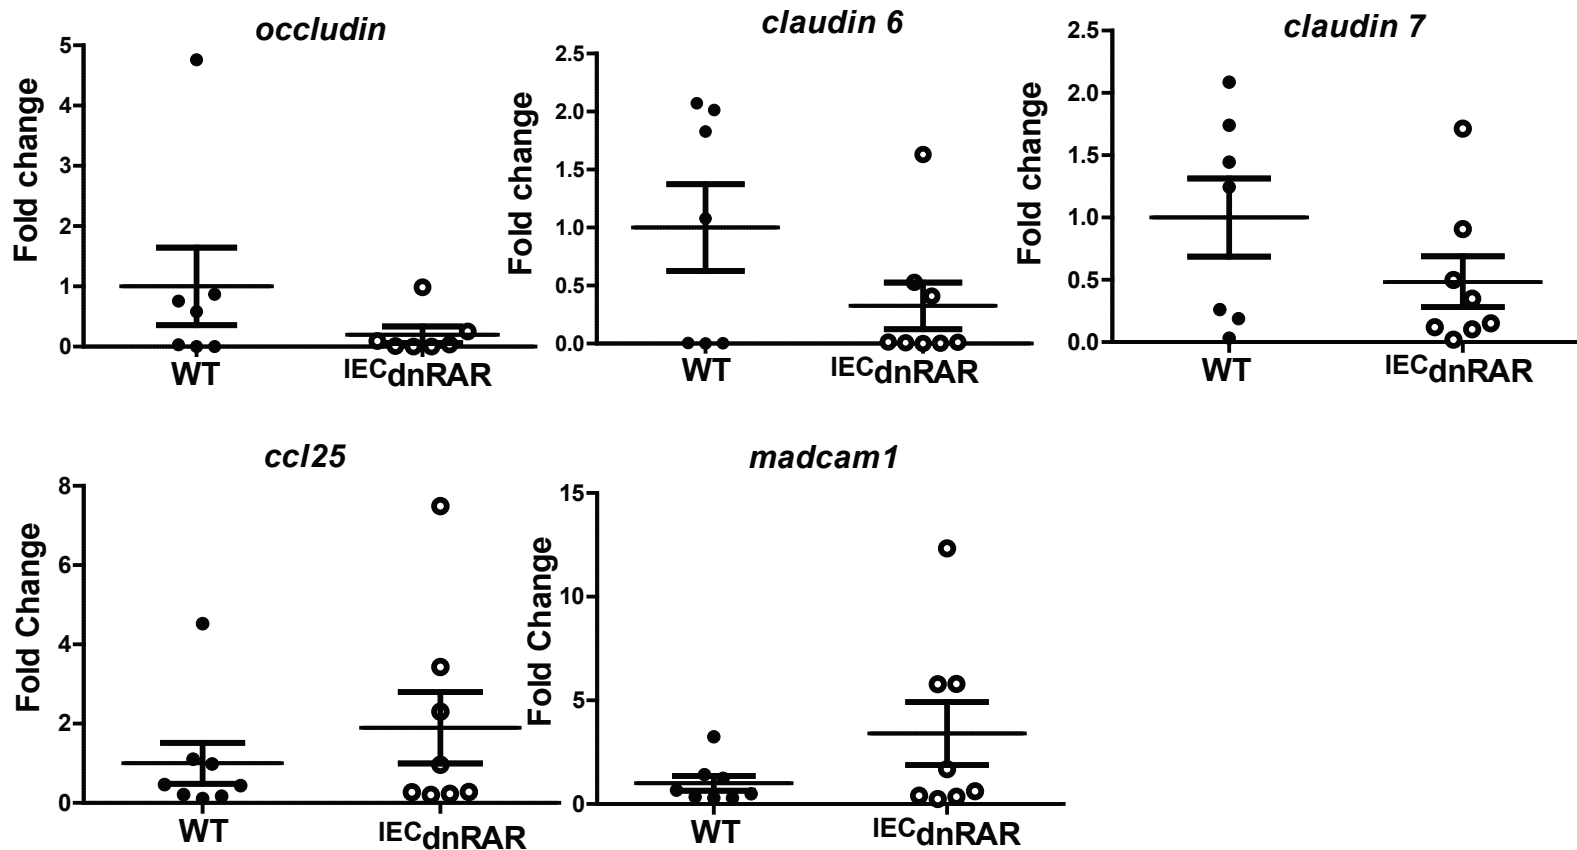 occludin
Fold change
5
4
3
2
1
0
WT
IECdnRAR
claudin 6
Fold change
2.5
2.0
1.5
1.0
0.5
0.0
WT
IECdnRAR
claudin 7
Fold change
2.5
2.0
1.5
1.0
0.5
0.0
WT
IECdnRAR
ccl25
Fold Change
8
6
4
2
0
WT
IECdnRAR
madcam1
Fold Change
15
10
5
0
WT
IECdnRAR